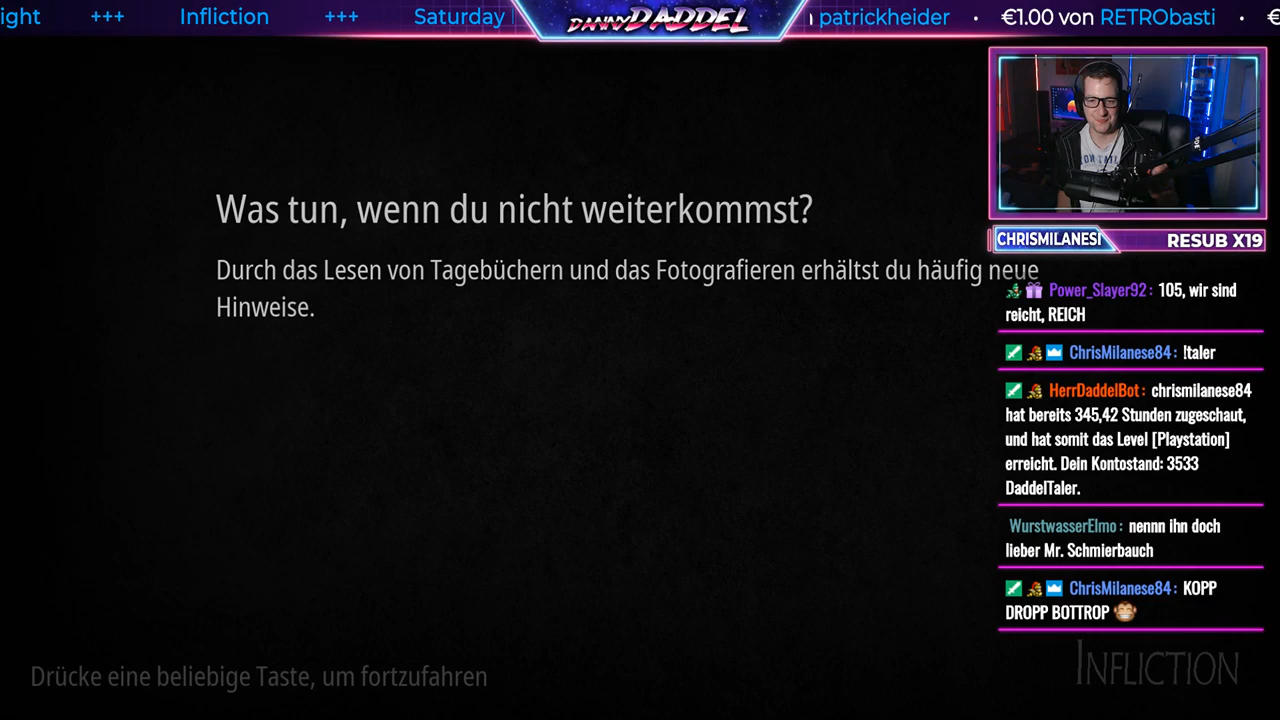 ight +++ Infliction +++ Saturday
DANNYDADDEL
patrickheider • €1.00 von RETRObasti • €
Was tun, wenn du nicht weiterkommst?
Durch das Lesen von Tagebüchern und das Fotografieren erhältst du häufig neue
Hinweise.
CHRISMILANESI RESUB X19
Power_Slayer92: 105, wir sind
reicht, REICH
ChrisMilanese84: !taler
HerrDaddelBot: chrismilanese84
hat bereits 345,42 Stunden zugeschaut,
und hat somit das Level [Playstation]
erreicht. Dein Kontostand: 3533
DaddelTaler.
WurstwasserElmo: nennn ihn doch
lieber Mr. Schmierbauch
ChrisMilanese84: KOPP
DROPP BOTTROP
Drücke eine beliebige Taste, um fortzufahren
INFLICTION